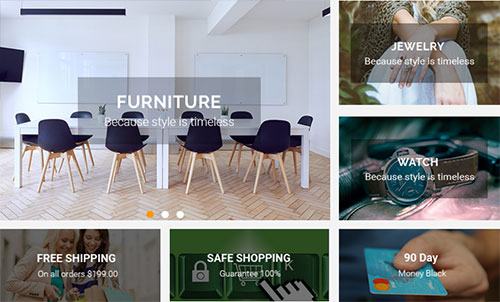 FURNITURE
Because style is timeless
JEWELRY
Because style is timeless
WATCH
Because style is timeless
FREE SHIPPING
On all orders $199.00
SAFE SHOPPING
Guarantee 100%
90 Day
Money Black